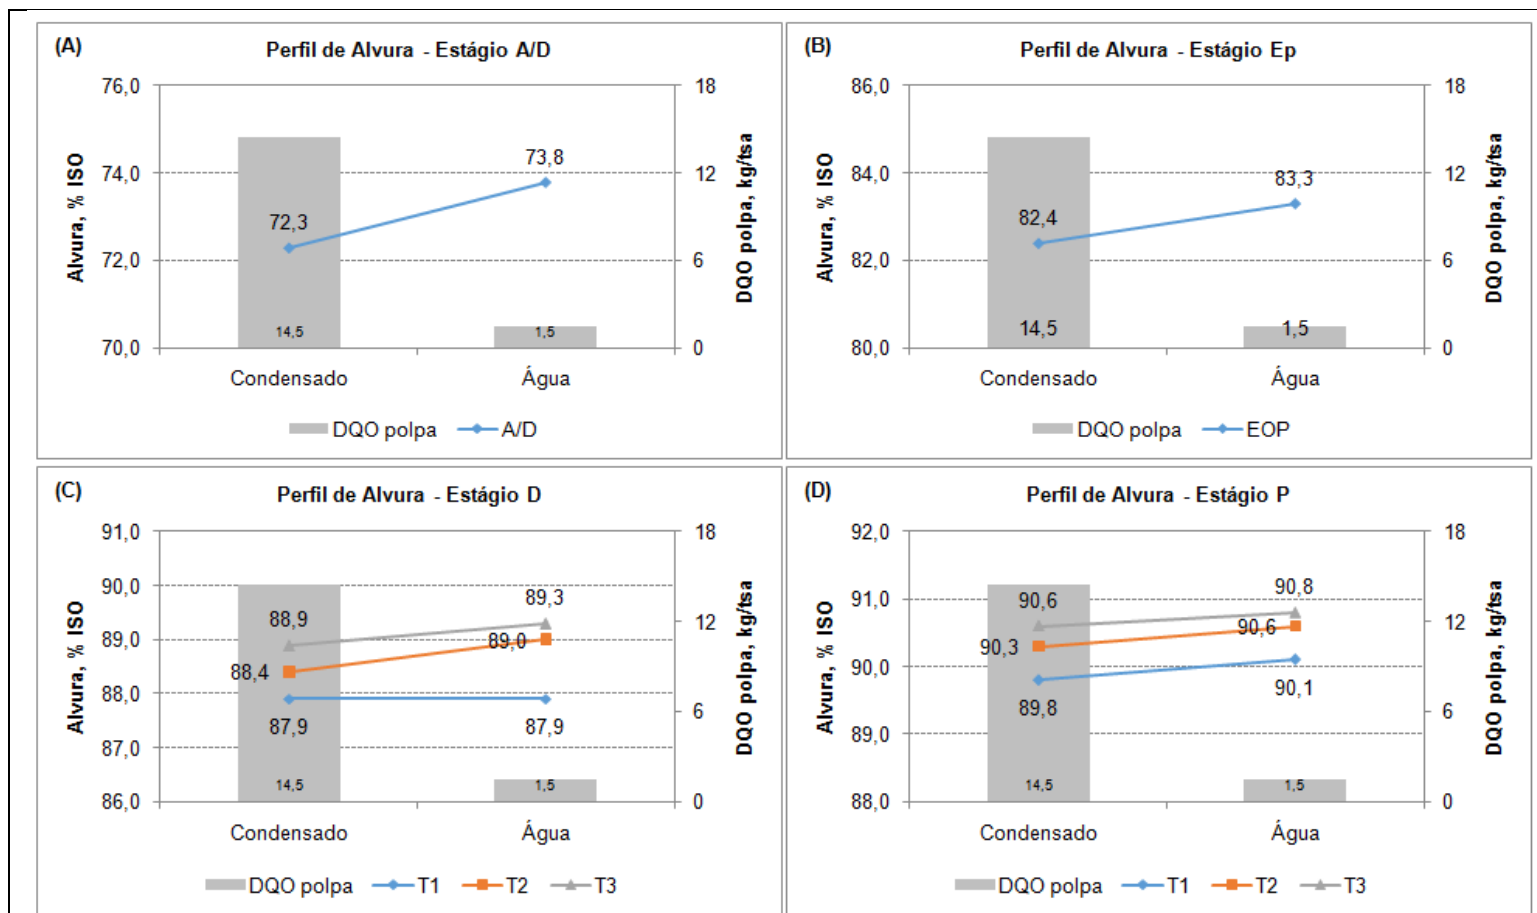 (A)
Perfil de Alvura - Estágio A/D
76,0
74,0
72,0
70,0
Alvura, % ISO
18
12
6
0
DQO polpa, kg/tsa
72,3
73,8
14,5
1,5
Condensado
Água
DQO polpa
A/D
(B)
Perfil de Alvura - Estágio Ep
86,0
84,0
82,0
80,0
Alvura, % ISO
18
12
6
0
DQO polpa, kg/tsa
82,4
83,3
14,5
1,5
Condensado
Água
DQO polpa
EOP
(C)
Perfil de Alvura - Estágio D
91,0
90,0
89,0
88,0
87,0
86,0
Alvura, % ISO
18
12
6
0
DQO polpa, kg/tsa
88,9
89,3
88,4
89,0
87,9
87,9
14,5
1,5
Condensado
Água
DQO polpa
T1
T2
T3
(D)
Perfil de Alvura - Estágio P
92,0
91,0
90,0
89,0
88,0
Alvura, % ISO
18
12
6
0
DQO polpa, kg/tsa
90,6
90,8
90,3
90,6
89,8
90,1
14,5
1,5
Condensado
Água
DQO polpa
T1
T2
T3